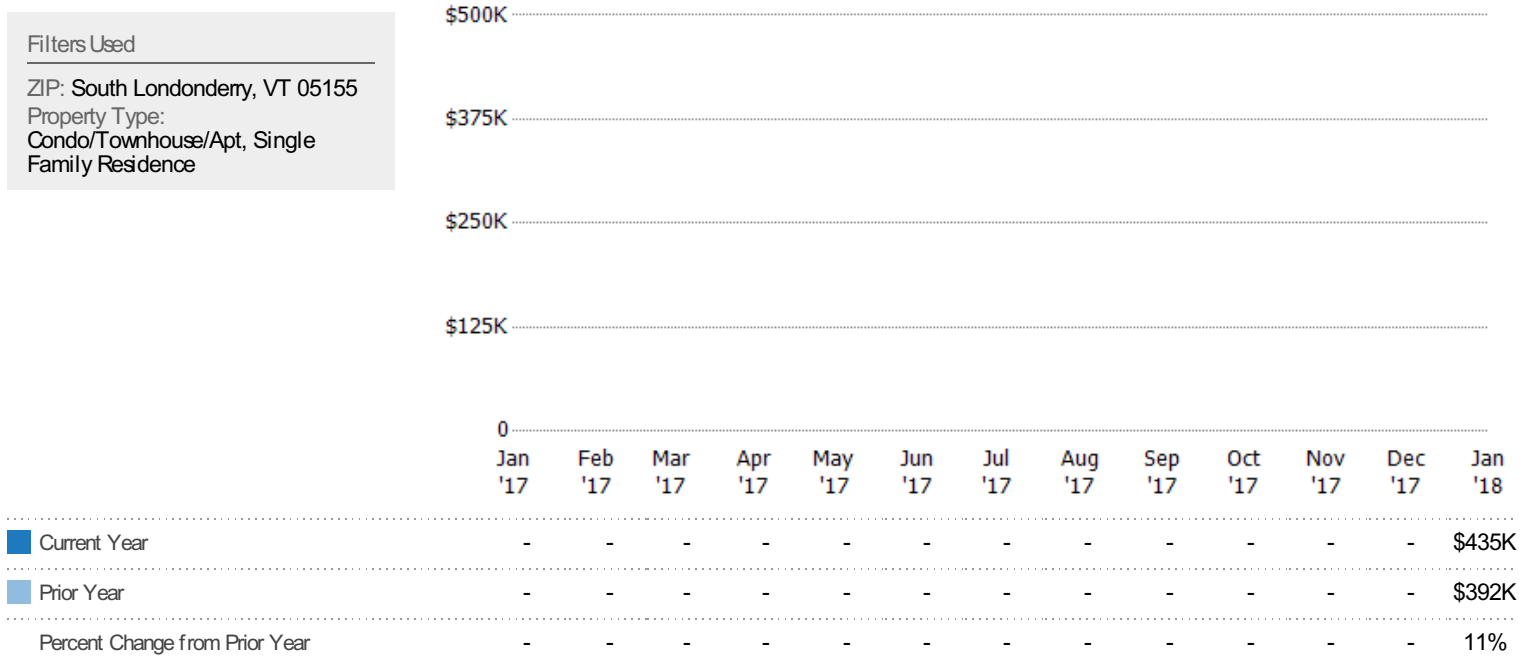 Filters Used
ZIP: South Londonderry, VT 05155
Property Type:
Condo/Townhouse/Apt, Single
Family Residence
$500K
$375K
$250K
$125K
0
Jan Feb Mar Apr May Jun Jul Aug Sep Oct Nov Dec Jan
'17 '17 '17 '17 '17 '17 '17 '17 '17 '17 '17 '17 '18
Current Year - - - - - - - - - - - - $435K
Prior Year - - - - - - - - - - - - $392K
Percent Change from Prior Year - - - - - - - - - - - - 11%